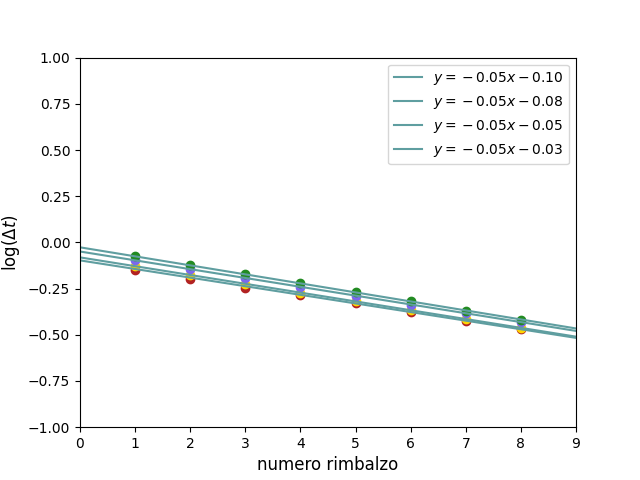 1.00
0.75
0.50
0.25
0.00
−0.25
−0.50
−0.75
−1.00
log(Δt)
y = −0.05x−0.10
y = −0.05x−0.08
y = −0.05x−0.05
y = −0.05x−0.03
0 1 2 3 4 5 6 7 8 9
numero rimbalzo